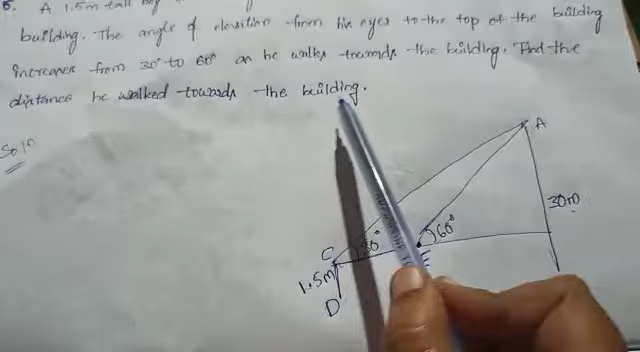 5. A 1.5m tall boy
building. The angle of elevation from his eyes to the top of the building
increases from 30° to 60° as he walks towards the building. Find the
distance he walked towards the building.
Soln
A
60°
30m
C
30°
E
1.5m
D